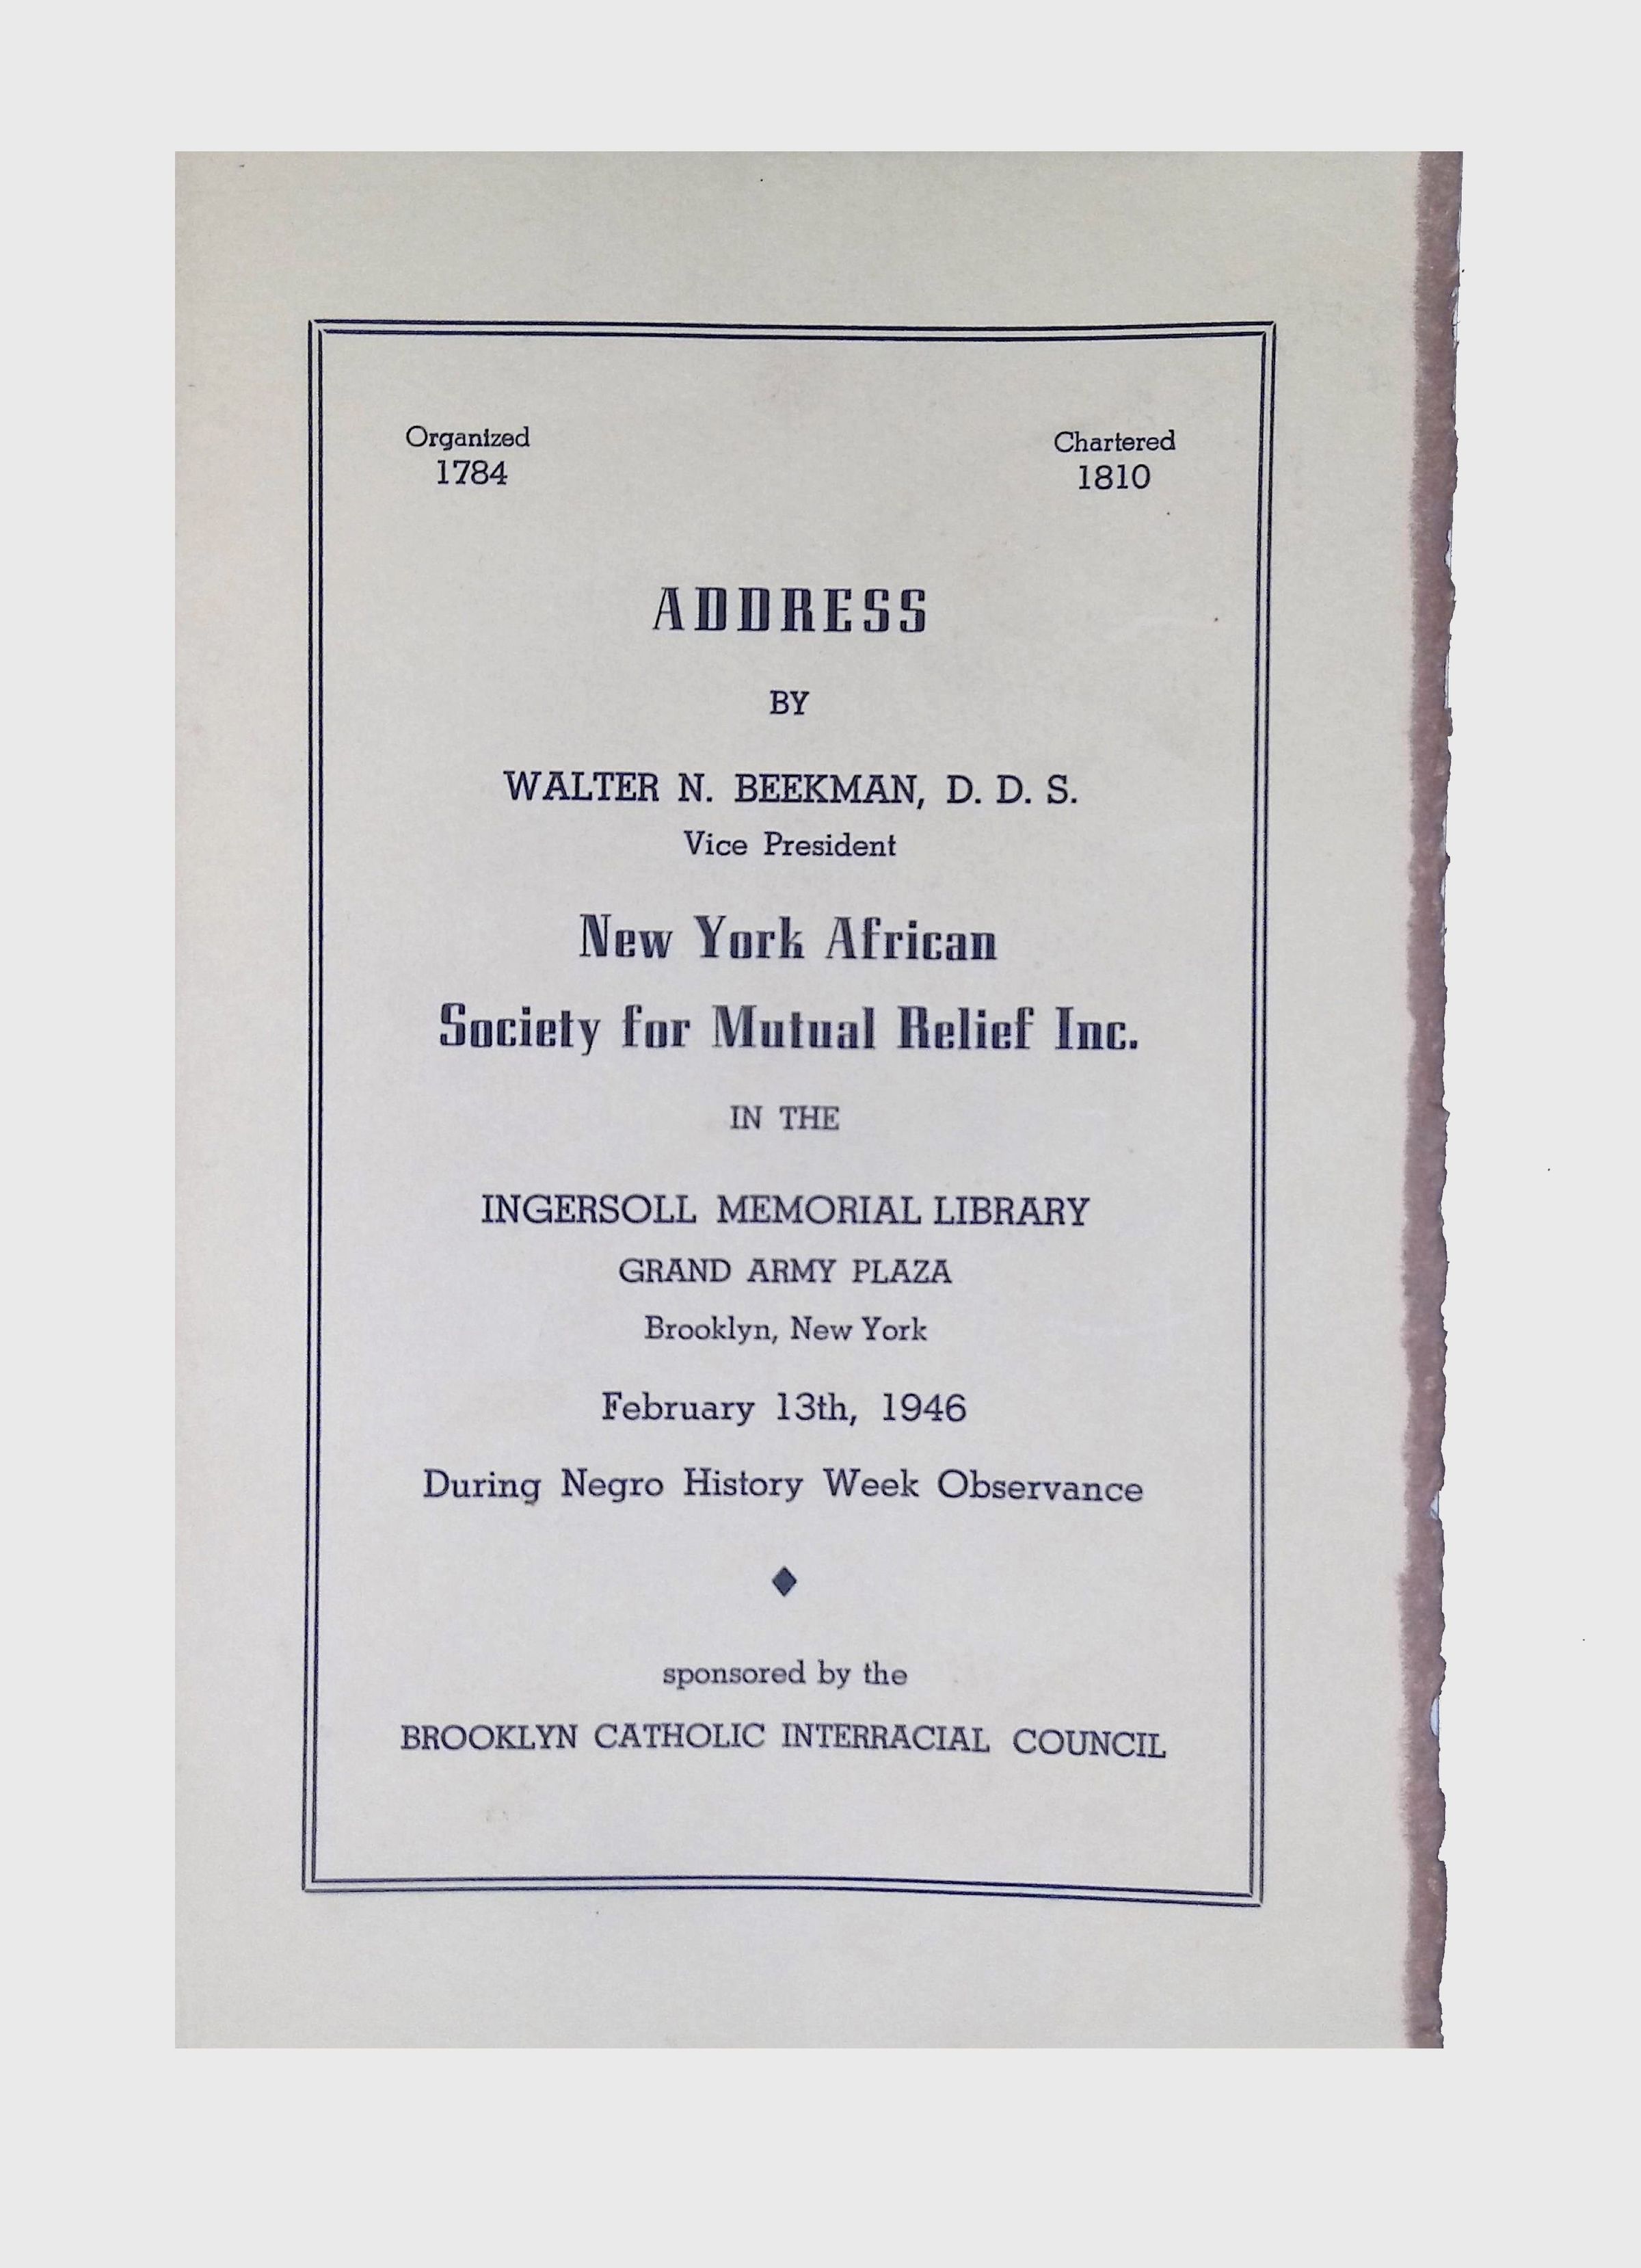 Organized
1784
Chartered
1810
ADDRESS
BY
WALTER N. BEEKMAN, D. D. S.
Vice President
New York African
Society for Mutual Relief Inc.
IN THE
INGERSOLL MEMORIAL LIBRARY
GRAND ARMY PLAZA
Brooklyn, New York
February 13th, 1946
During Negro History Week Observance
sponsored by the
BROOKLYN CATHOLIC INTERRACIAL COUNCIL